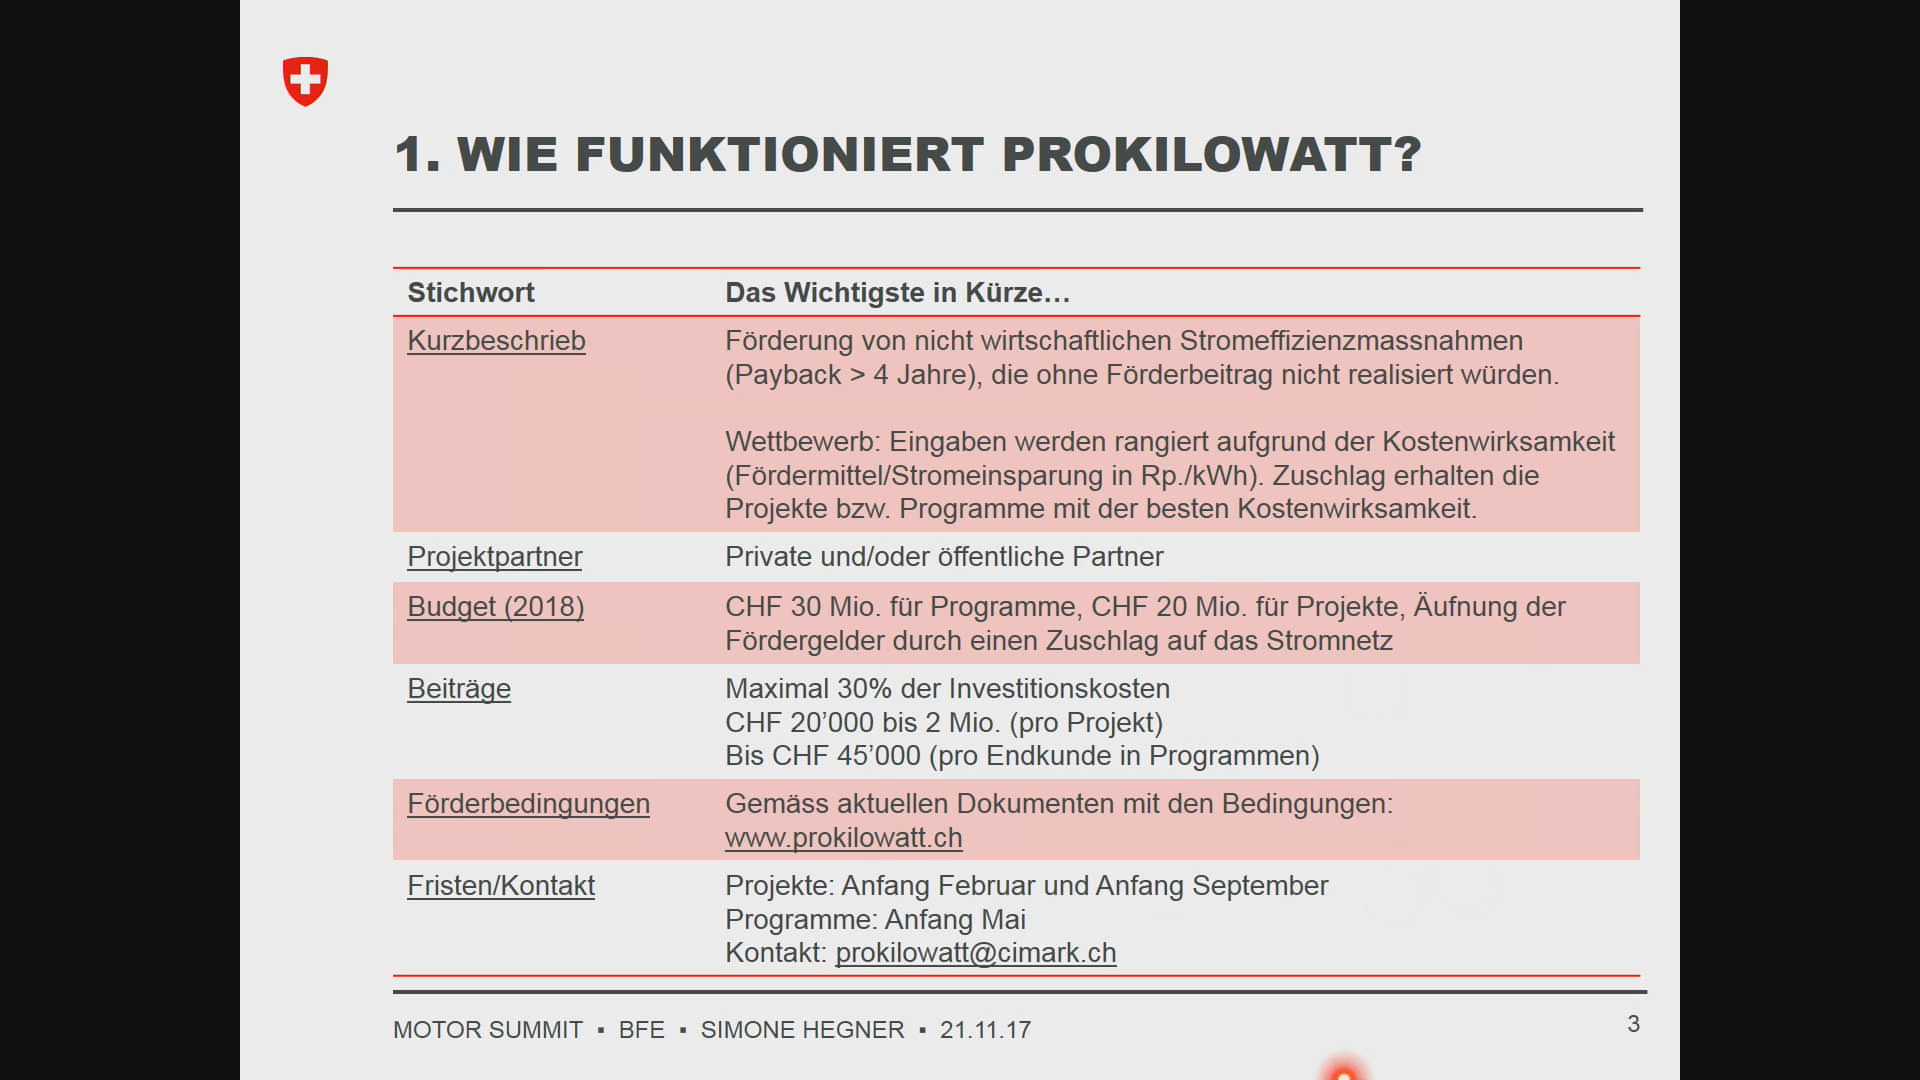 1. WIE FUNKTIONIERT PROKILOWATT?
Stichwort
Das Wichtigste in Kürze…
Kurzbeschrieb
Förderung von nicht wirtschaftlichen Stromeffizienzmassnahmen
(Payback > 4 Jahre), die ohne Förderbeitrag nicht realisiert würden.
Wettbewerb: Eingaben werden rangiert aufgrund der Kostenwirksamkeit
(Fördermittel/Stromeinsparung in Rp./kWh). Zuschlag erhalten die
Projekte bzw. Programme mit der besten Kostenwirksamkeit.
Projektpartner
Private und/oder öffentliche Partner
Budget (2018)
CHF 30 Mio. für Programme, CHF 20 Mio. für Projekte, Äufnung der
Fördergelder durch einen Zuschlag auf das Stromnetz
Beiträge
Maximal 30% der Investitionskosten
CHF 20’000 bis 2 Mio. (pro Projekt)
Bis CHF 45’000 (pro Endkunde in Programmen)
Förderbedingungen
Gemäss aktuellen Dokumenten mit den Bedingungen:
www.prokilowatt.ch
Fristen/Kontakt
Projekte: Anfang Februar und Anfang September
Programme: Anfang Mai
Kontakt: prokilowatt@cimark.ch
MOTOR SUMMIT ▪ BFE ▪ SIMONE HEGNER ▪ 21.11.17
3